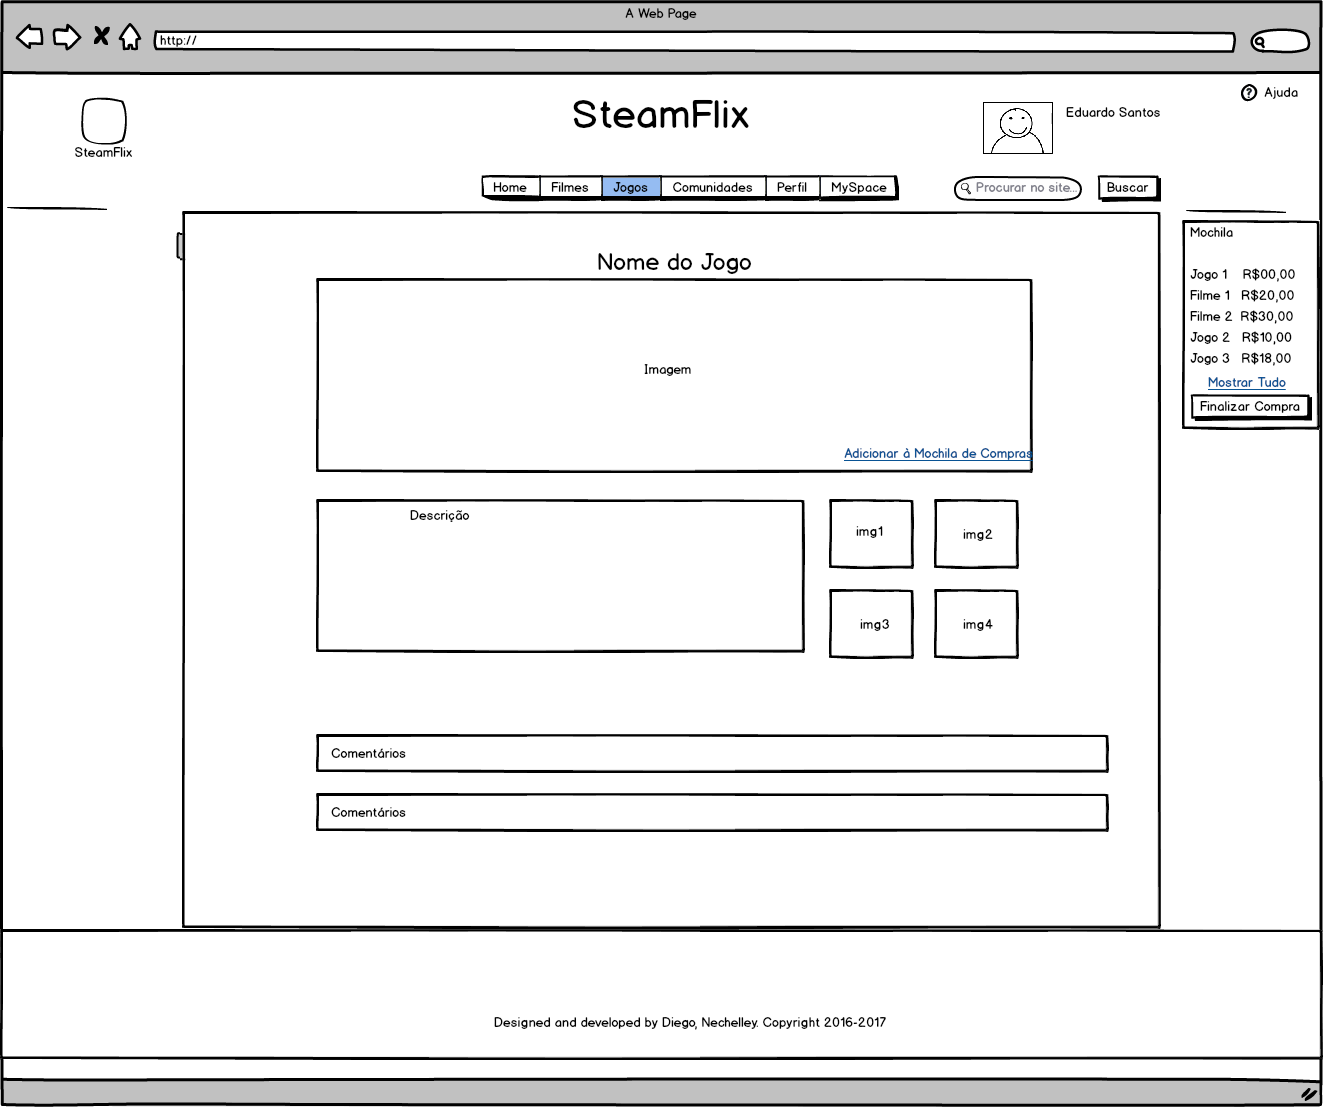 A Web Page
http://
Ajuda
SteamFlix
Eduardo Santos
SteamFlix
Home Filmes Jogos Comunidades Perfil MySpace
Procurar no site...
Buscar
Mochila
Jogo 1 R$00,00
Filme 1 R$20,00
Filme 2 R$30,00
Jogo 2 R$10,00
Jogo 3 R$18,00
Mostrar Tudo
Finalizar Compra
Nome do Jogo
Imagem
Adicionar à Mochila de Compras
Descrição
img1 img2
img3 img4
Comentários
Comentários
Designed and developed by Diego, Nechelley. Copyright 2016-2017